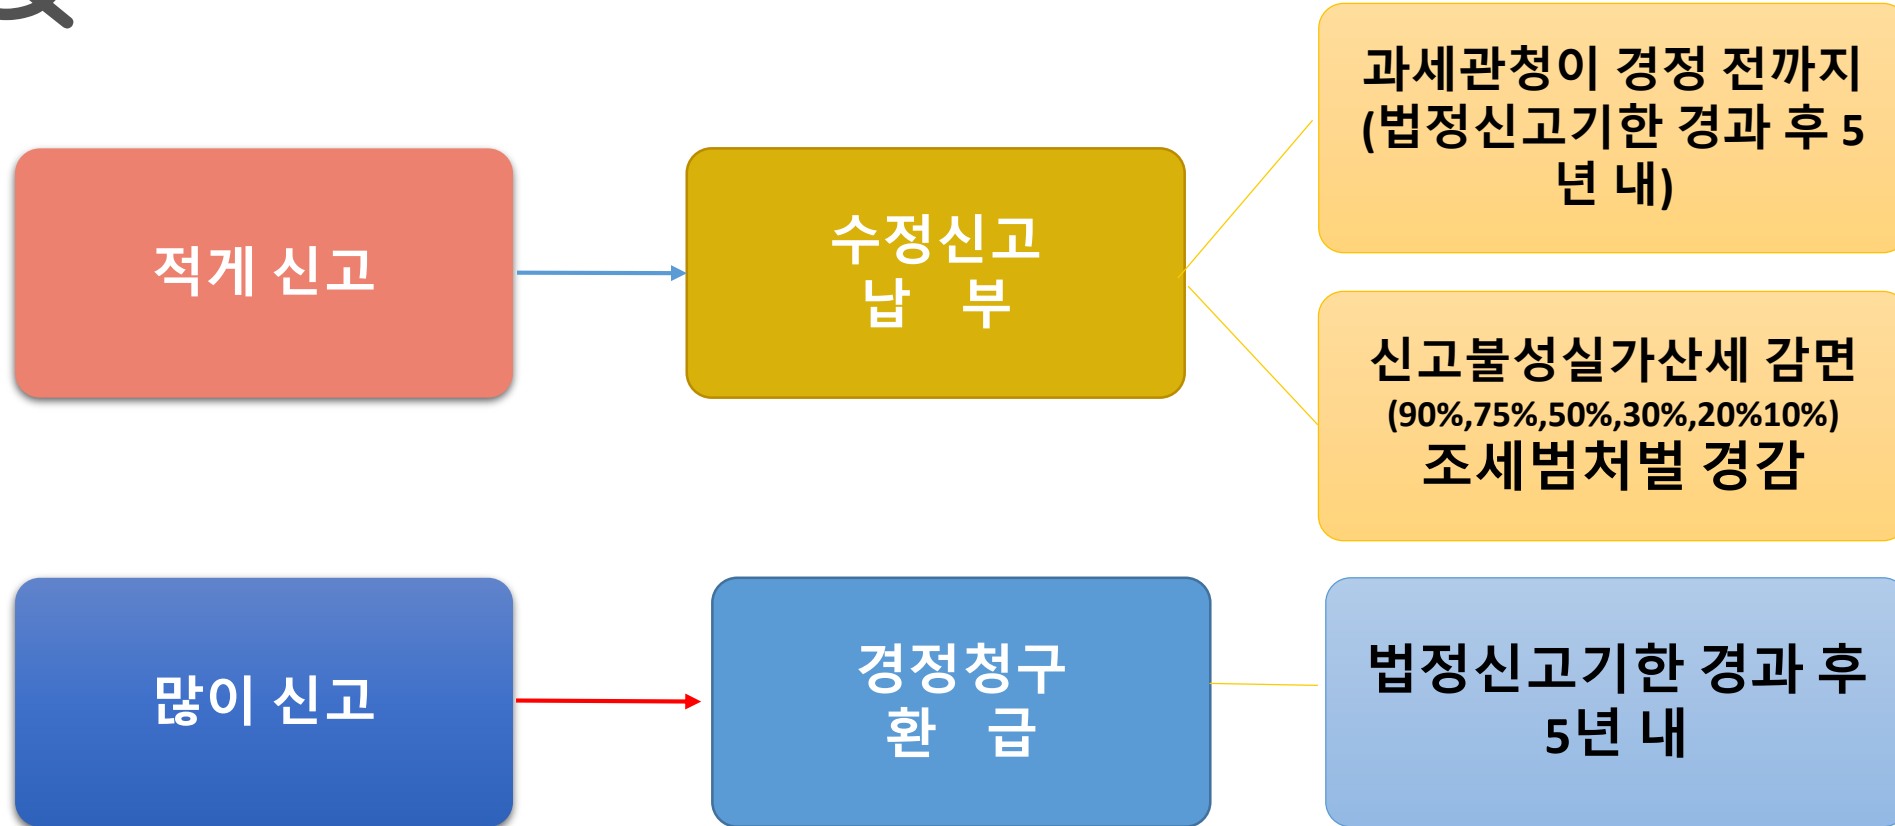 적게 신고
수정신고
납 부
과세관청이 경정 전까지
(법정신고기한 경과 후 5
년 내)
신고불성실가산세 감면
(90%,75%,50%,30%,20%10%)
조세범처벌 경감
많이 신고
경정청구
환 급
법정신고기한 경과 후
5년 내